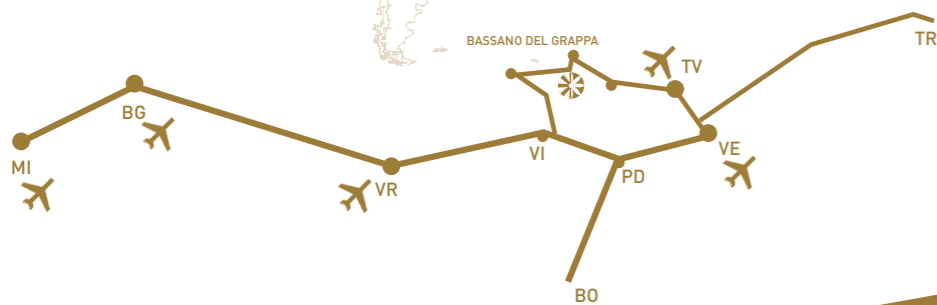 BASSANO DEL GRAPPA
TR
TV
BG
VE
VI
MI
PD
VR
BO